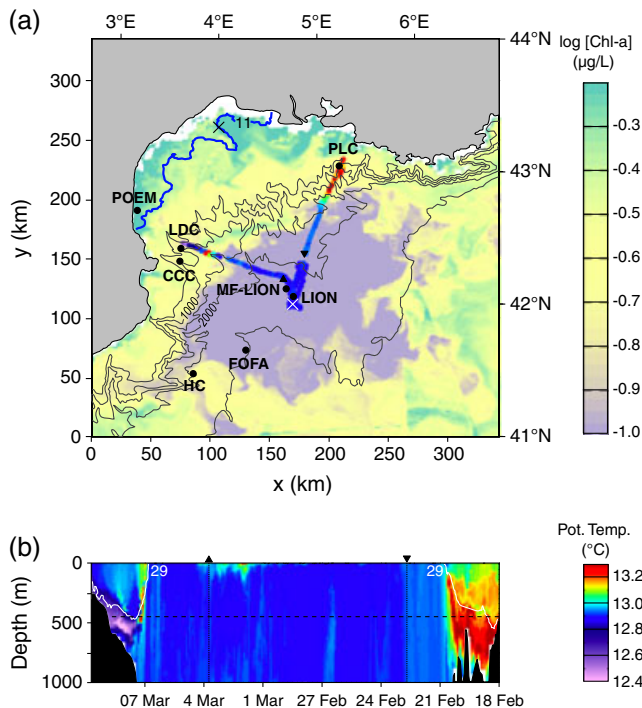 (a)
3°e 4°e 5°e 6°e
44°N
log [Chl-a]
(µg/L)
300
250
200
150
100
50
0
y (km)
11
PLC
43°N
POEM
LDC
CCC
MF-LION
LION
42°N
2000
FOFA
HC
41°N
0 50 100 150 200 250 300
x (km)
-0.3
-0.4
-0.5
-0.6
-0.7
-0.8
-0.9
-1.0
(b)
Pot. Temp.
(°C)
0
500
1000
Depth (m)
29
29
13.2
13.0
12.8
12.6
12.4
07 Mar 4 Mar 1 Mar 27 Feb 24 Feb 21 Feb 18 Feb